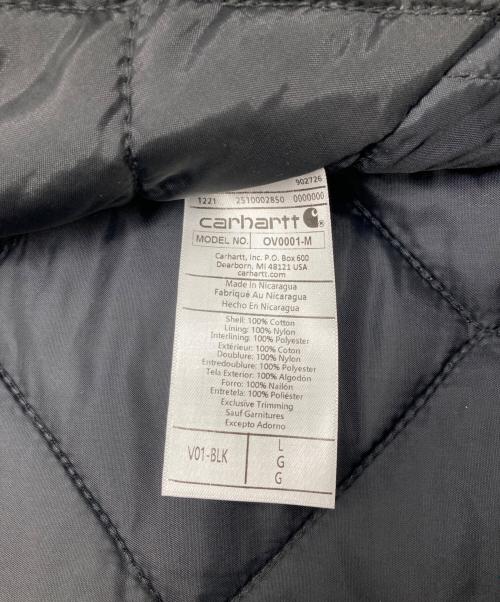 902726
1221 2510002850 0000000
carhartt
MODEL NO. OV0001-M
Carhartt, Inc. P.O. Box 600
Dearborn, MI 48121 USA
carhartt.com
Made In Nicaragua
Fabriqué Au Nicaragua
Hecho En Nicaragua
Shell: 100% Cotton
Lining: 100% Nylon
Interlining: 100% Polyester
Extérieur: 100% Coton
Doublure: 100% Nylon
Entredoublure: 100% Polyester
Tela Exterior: 100% Algodón
Forro: 100% Nailón
Entretela: 100% Poliéster
Exclusive Trimming
Sauf Garnitures
Excepto Adorno
V01-BLK
L
G
G